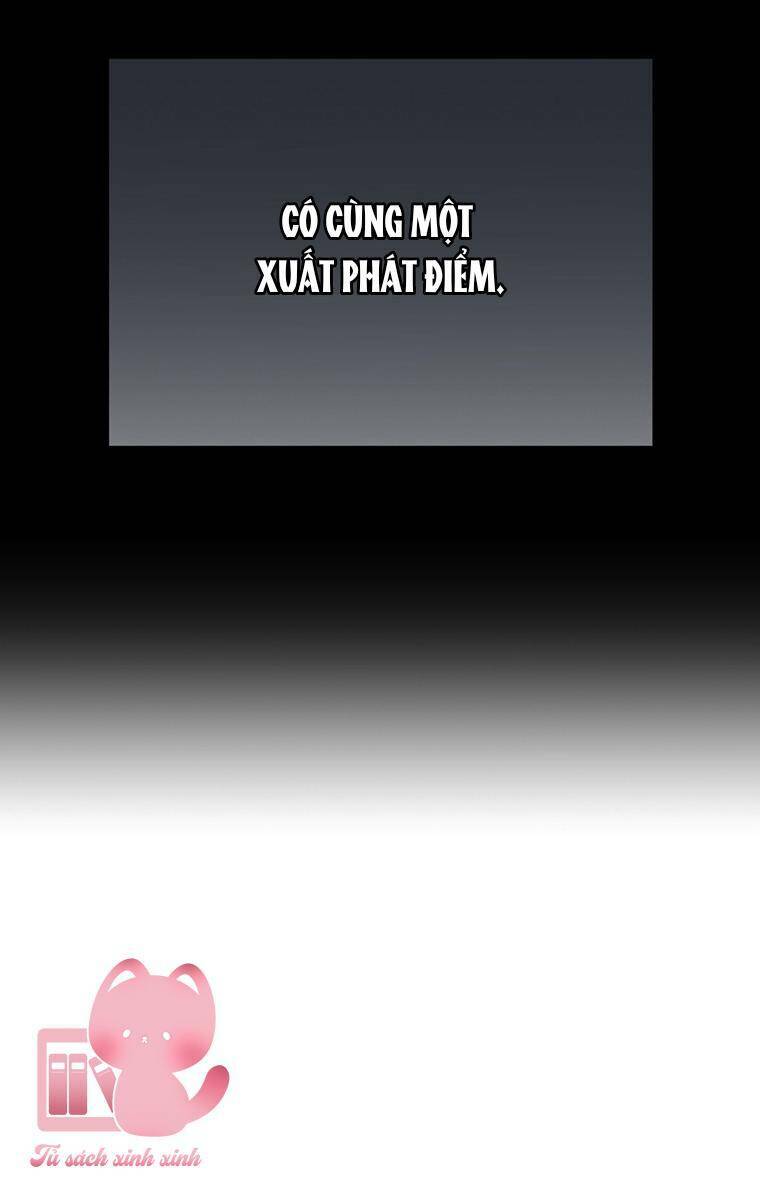 CÓ CÙNG MỘT
XUẤT PHÁT ĐIỂM.
Tủ sách xinh xinh